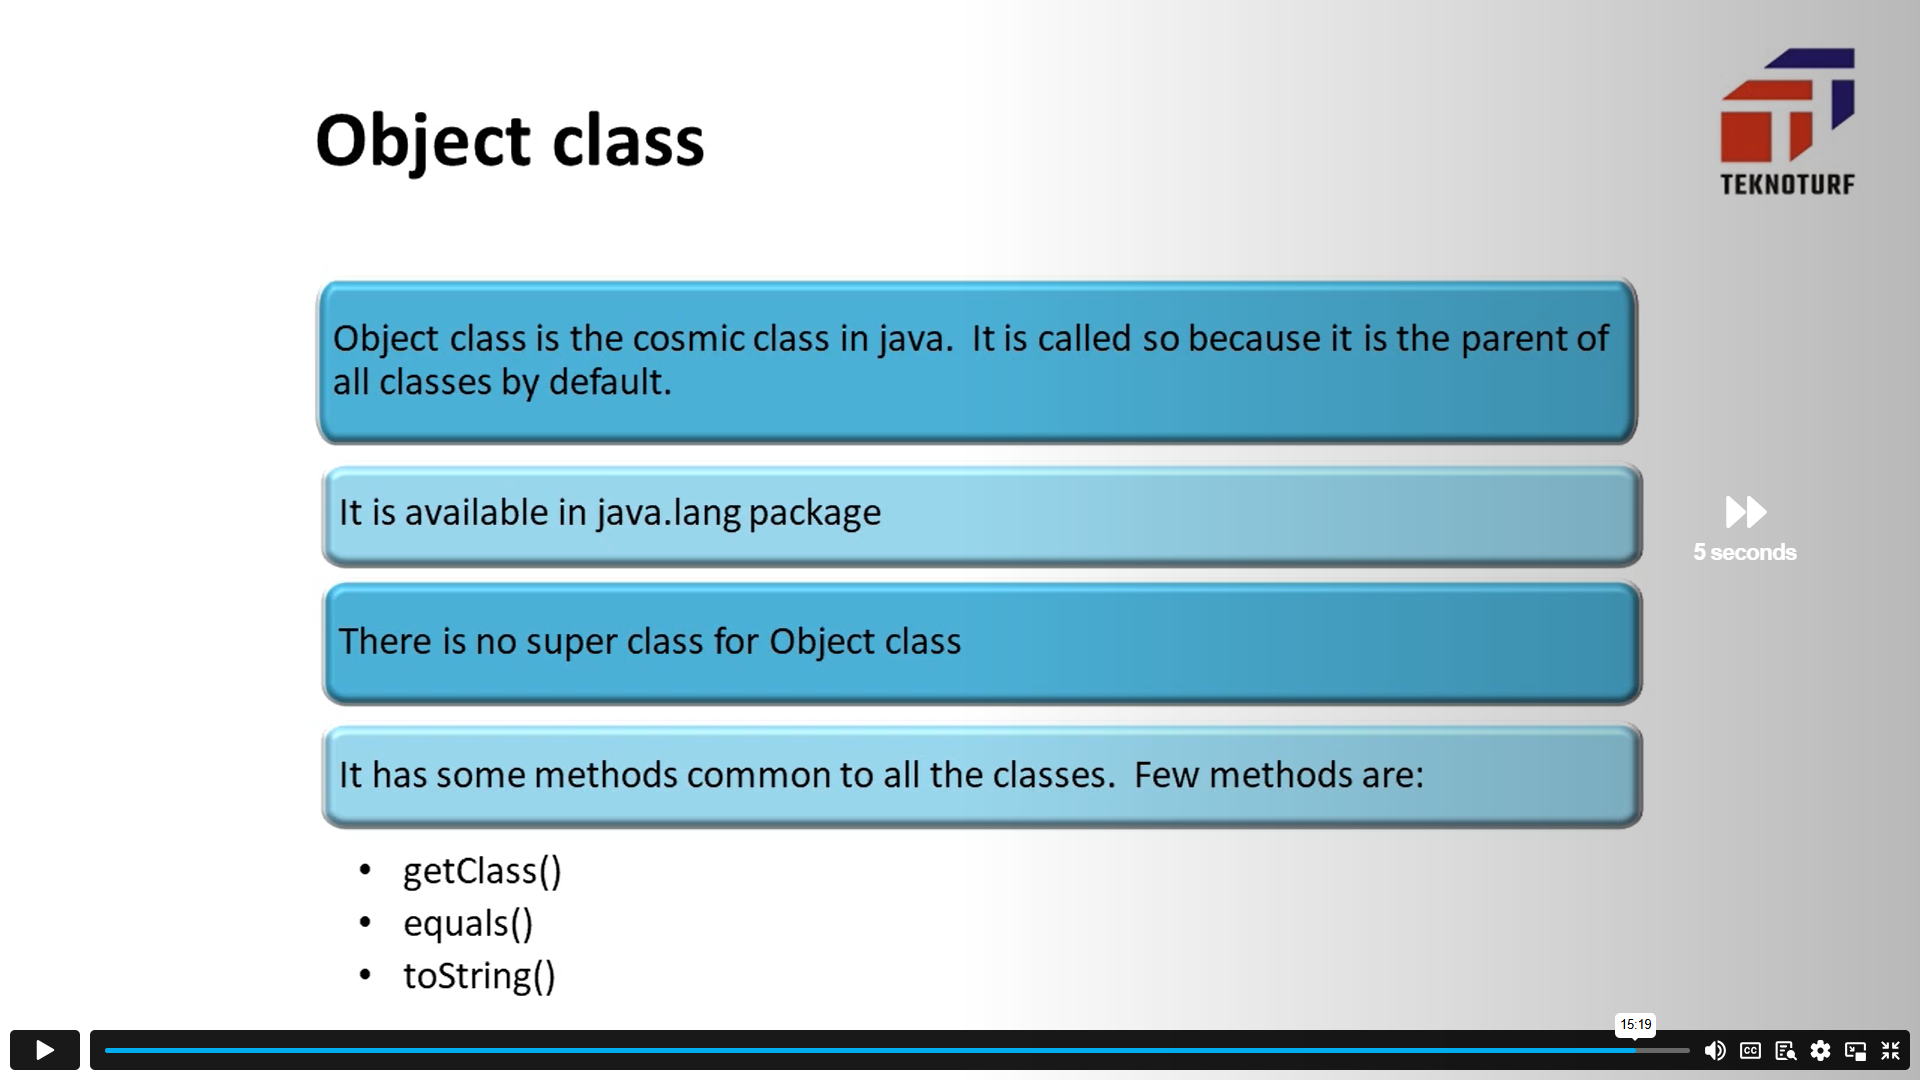 Object class
TEKNOTURF
Object class is the cosmic class in java. It is called so because it is the parent of
all classes by default.
It is available in java.lang package
5 seconds
There is no super class for Object class
It has some methods common to all the classes. Few methods are:
• getClass()
• equals()
• toString()
15:19
CC